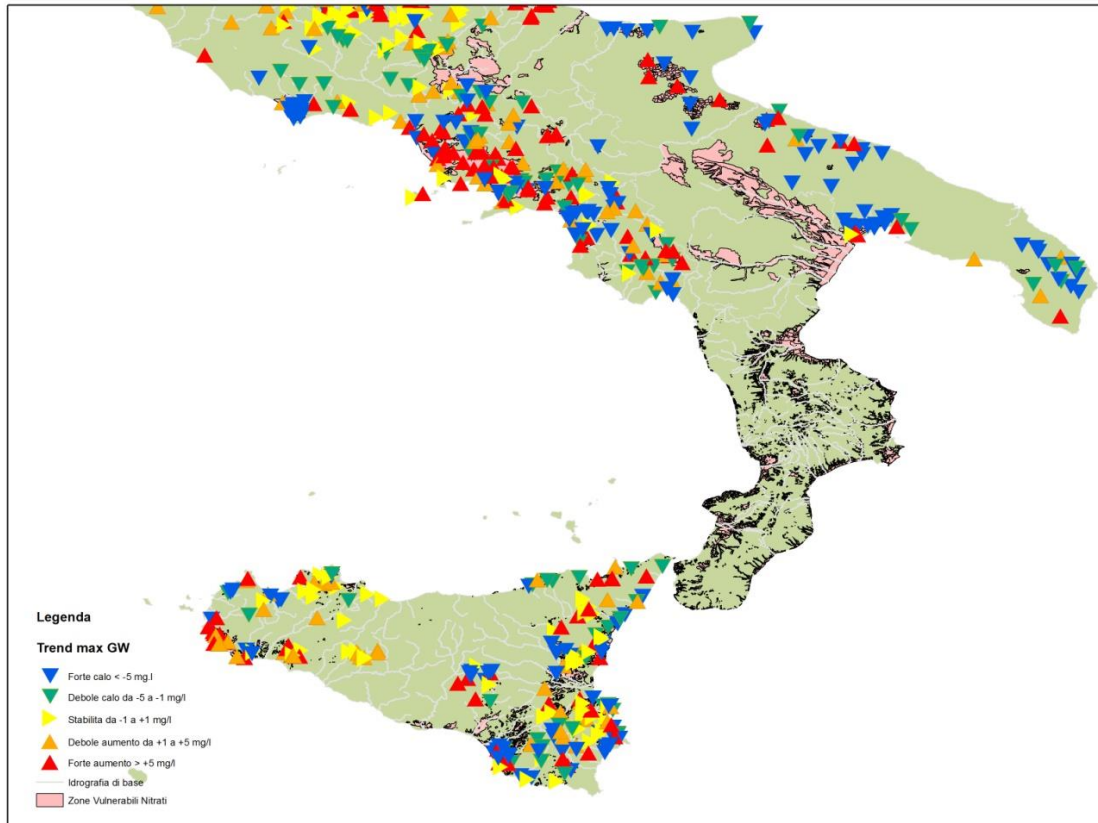 Legenda
Trend max GW
Forte calo < -5 mg.l
Debole calo da -5 a -1 mg/l
Stabilita da -1 a +1 mg/l
Debole aumento da +1 a +5 mg/l
Forte aumento > +5 mg/l
Idrografia di base
Zone Vulnerabili Nitrati